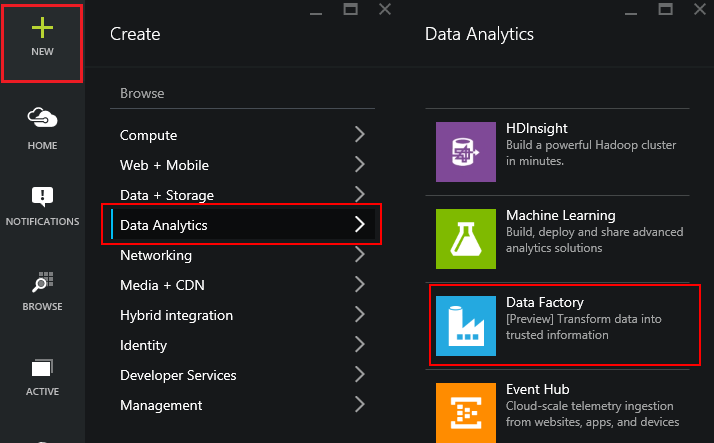 NEW
HOME
NOTIFICATIONS
BROWSE
ACTIVE
Create
Browse
Compute
Web + Mobile
Data + Storage
Data Analytics
Networking
Media + CDN
Hybrid integration
Identity
Developer Services
Management
Data Analytics
HDInsight
Build a powerful Hadoop cluster
in minutes.
Machine Learning
Build, deploy and share advanced
analytics solutions
Data Factory
[Preview] Transform data into
trusted information
Event Hub
Cloud-scale telemetry ingestion
from websites, apps, and devices